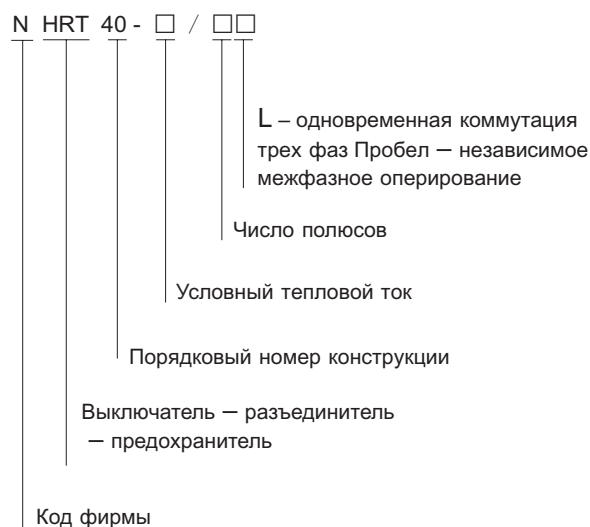 N HRT 40 - □ / □□
L – одновременная коммутация
трех фаз Пробел — независимое
межфазное оперирование
Число полюсов
Условный тепловой ток
Порядковый номер конструкции
Выключатель — разъединитель
— предохранитель
Код фирмы